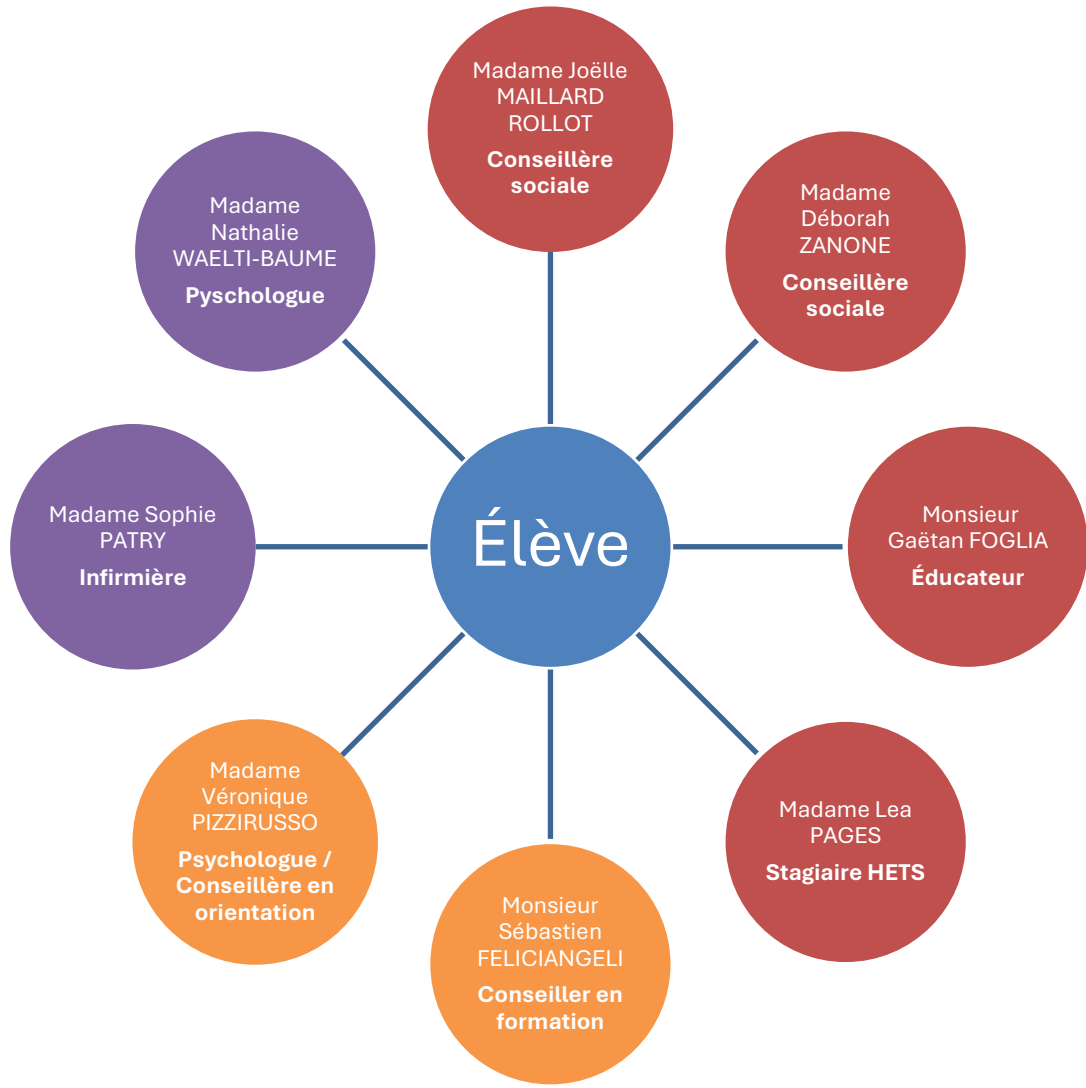 Madame Joëlle
MAILLARD
ROLLOT
Conseillère
sociale
Madame
Déborah
ZANONE
Conseillère
sociale
Monsieur
Gaëtan FOGLIA
Éducateur
Madame Lea
PAGES
Stagiaire HETS
Monsieur
Sébastien
FELICIANGELI
Conseiller en
formation
Madame
Véronique
PIZZIRUSSO
Psychologue /
Conseillère en
orientation
Madame Sophie
PATRY
Infirmière
Madame
Nathalie
WAELTI-BAUME
Pyschologue
Élève